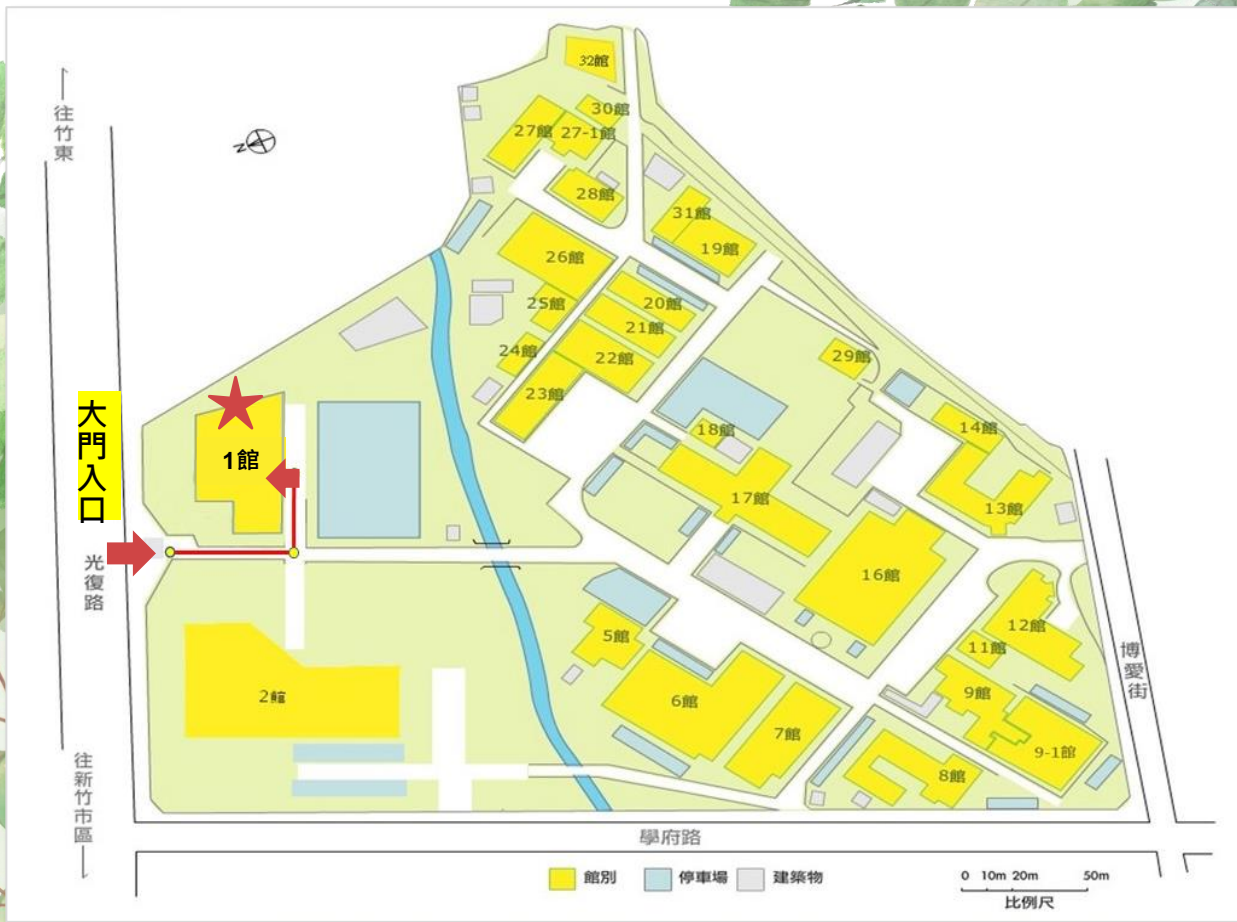 32館
30館
27館
27-1館
28館
31館
19館
26館
25館
20館
21館
24館
22館
23館
29館
18館
14館
17館
13館
16館
12館
11館
5館
6館
7館
9館
9-1館
8館
1館
2館
往竹東
N
大門入口
光復路
往新竹市區
博愛街
學府路
館別
停車場
建築物
0 10m 20m 50m
比例尺